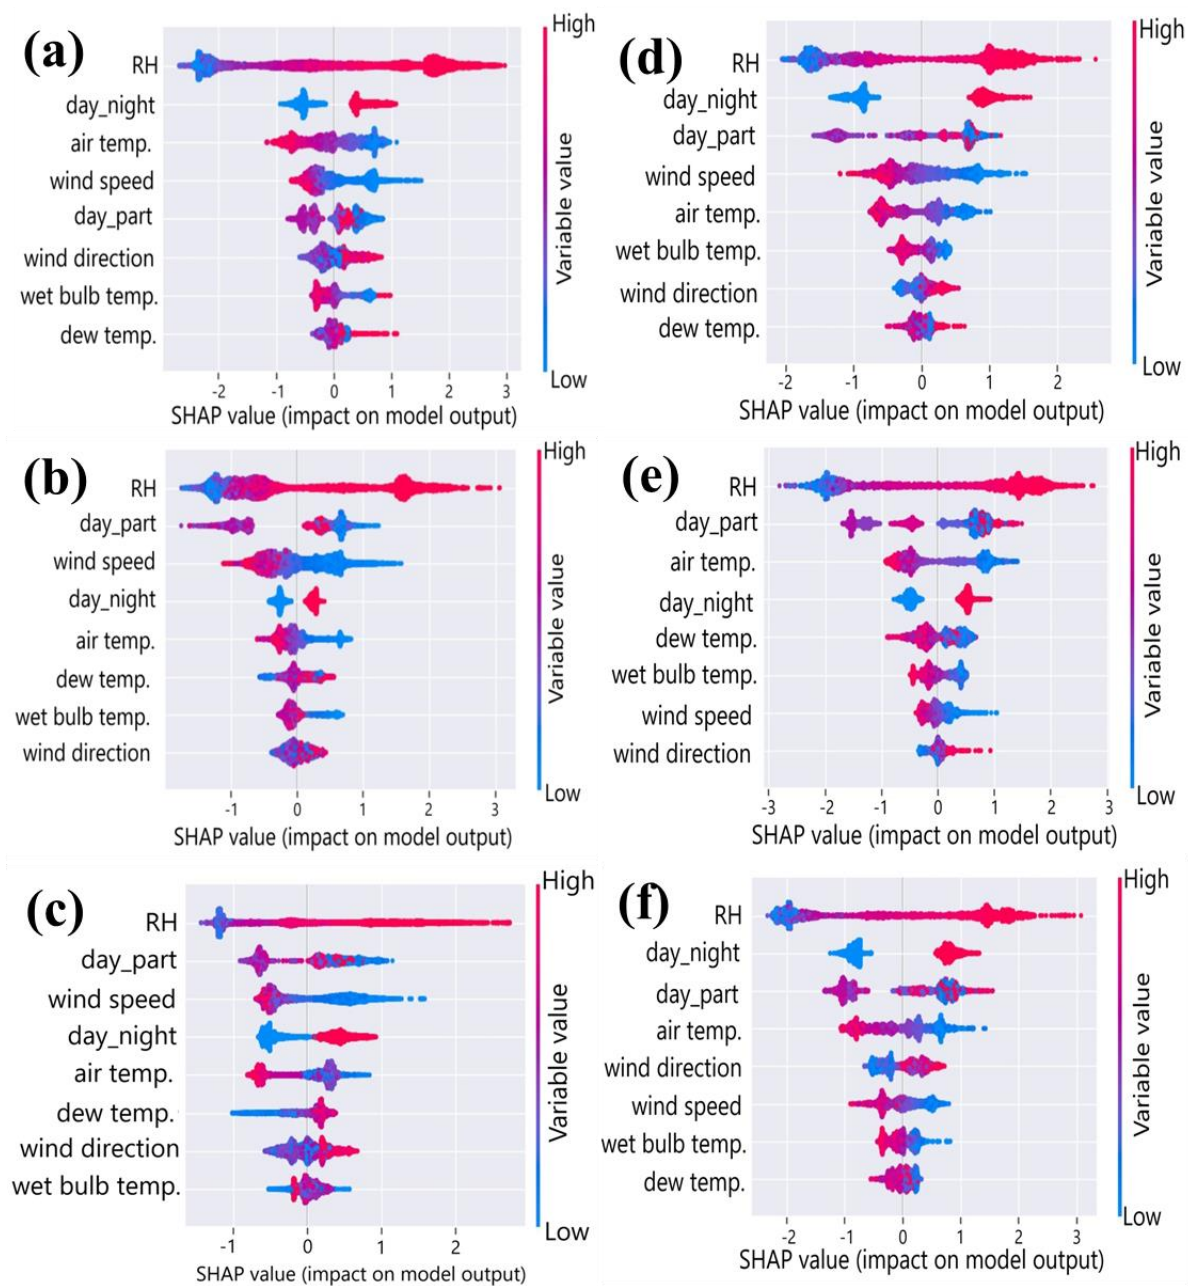 (a)
High
RH
day_night
air temp.
wind speed
day_part
wind direction
wet bulb temp.
dew temp.
Variable value
Low
-2 -1 0 1 2 3
SHAP value (impact on model output)
(d)
High
RH
day_night
day_part
wind speed
air temp.
wet bulb temp.
wind direction
dew temp.
Variable value
Low
-2 -1 0 1 2
SHAP value (impact on model output)
(b)
High
RH
day_part
wind speed
day_night
air temp.
dew temp.
wet bulb temp.
wind direction
Variable value
Low
-1 0 1 2 3
SHAP value (impact on model output)
(e)
High
RH
day_part
air temp.
day_night
dew temp.
wet bulb temp.
wind speed
wind direction
Variable value
Low
-3 -2 -1 0 1 2 3
SHAP value (impact on model output)
(c)
High
RH
day_part
wind speed
day_night
air temp.
dew temp.
wind direction
wet bulb temp.
Variable value
Low
-1 0 1 2
SHAP value (impact on model output)
(f)
High
RH
day_night
day_part
air temp.
wind direction
wind speed
wet bulb temp.
dew temp.
Variable value
Low
-2 -1 0 1 2 3
SHAP value (impact on model output)